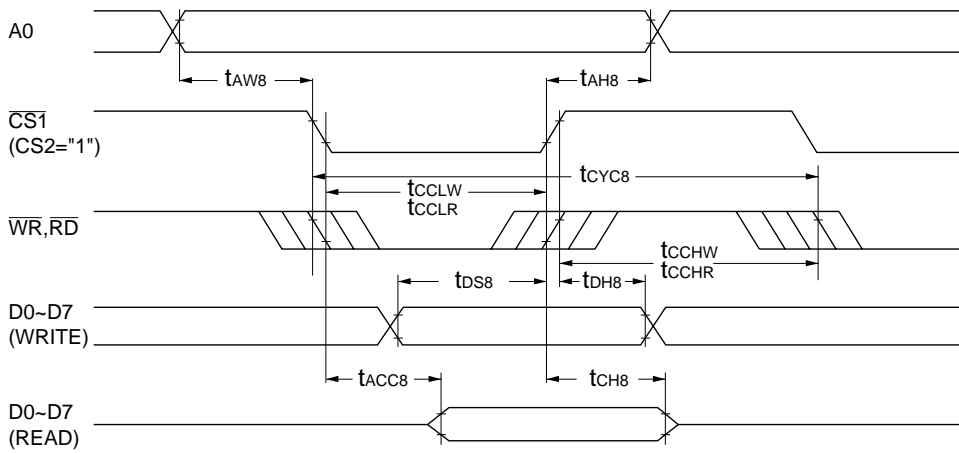 A0
tAW8
tAH8
CS1
(CS2="1")
tCYC8
tCCLW
tCCLR
WR,RD
tCCHW
tCCHR
tDS8
tDH8
D0~D7
(WRITE)
tACC8
tCH8
D0~D7
(READ)